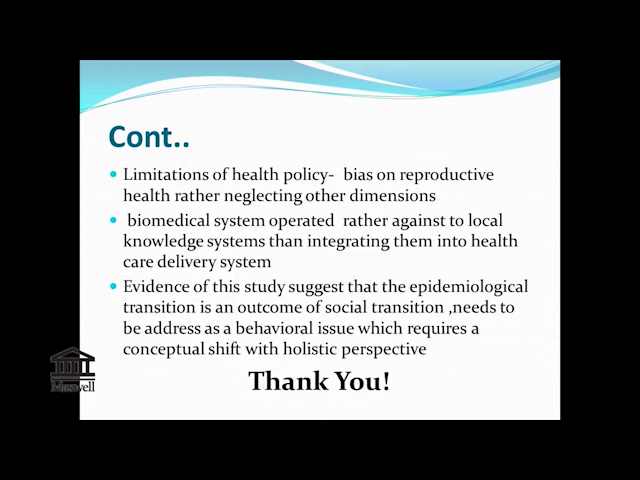 Cont..
Limitations of health policy- bias on reproductive
health rather neglecting other dimensions
biomedical system operated rather against to local
knowledge systems than integrating them into health
care delivery system
Evidence of this study suggest that the epidemiological
transition is an outcome of social transition ,needs to
be address as a behavioral issue which requires a
conceptual shift with holistic perspective
Thank You!
Maxwell